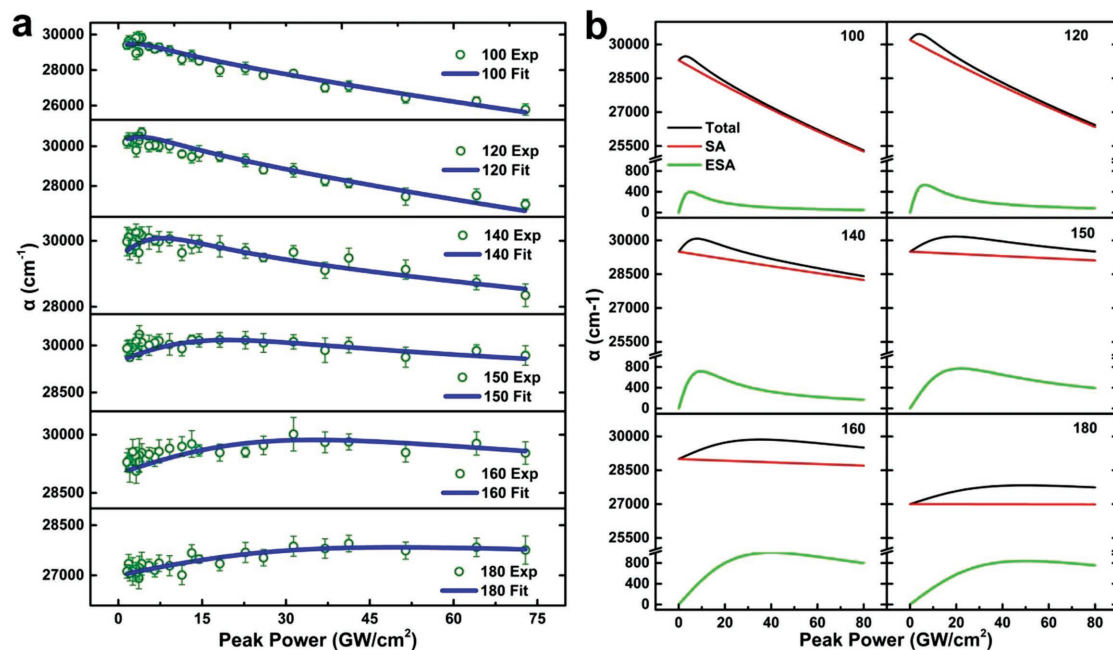 a
30000
28000
26000
100 Exp
100 Fit
30000
28000
120 Exp
120 Fit
30000
28000
140 Exp
140 Fit
30000
28500
150 Exp
150 Fit
30000
28500
160 Exp
160 Fit
28500
27000
180 Exp
180 Fit
α (cm⁻¹)
0 15 30 45 60 75
Peak Power (GW/cm²)
b
100
120
30000
28500
27000
25500
800
400
0
Total
SA
ESA
140
150
30000
28500
27000
25500
800
400
0
160
180
30000
28500
27000
25500
800
400
0
α (cm-1)
0 20 40 60 80 0 20 40 60 80
Peak Power (GW/cm²)